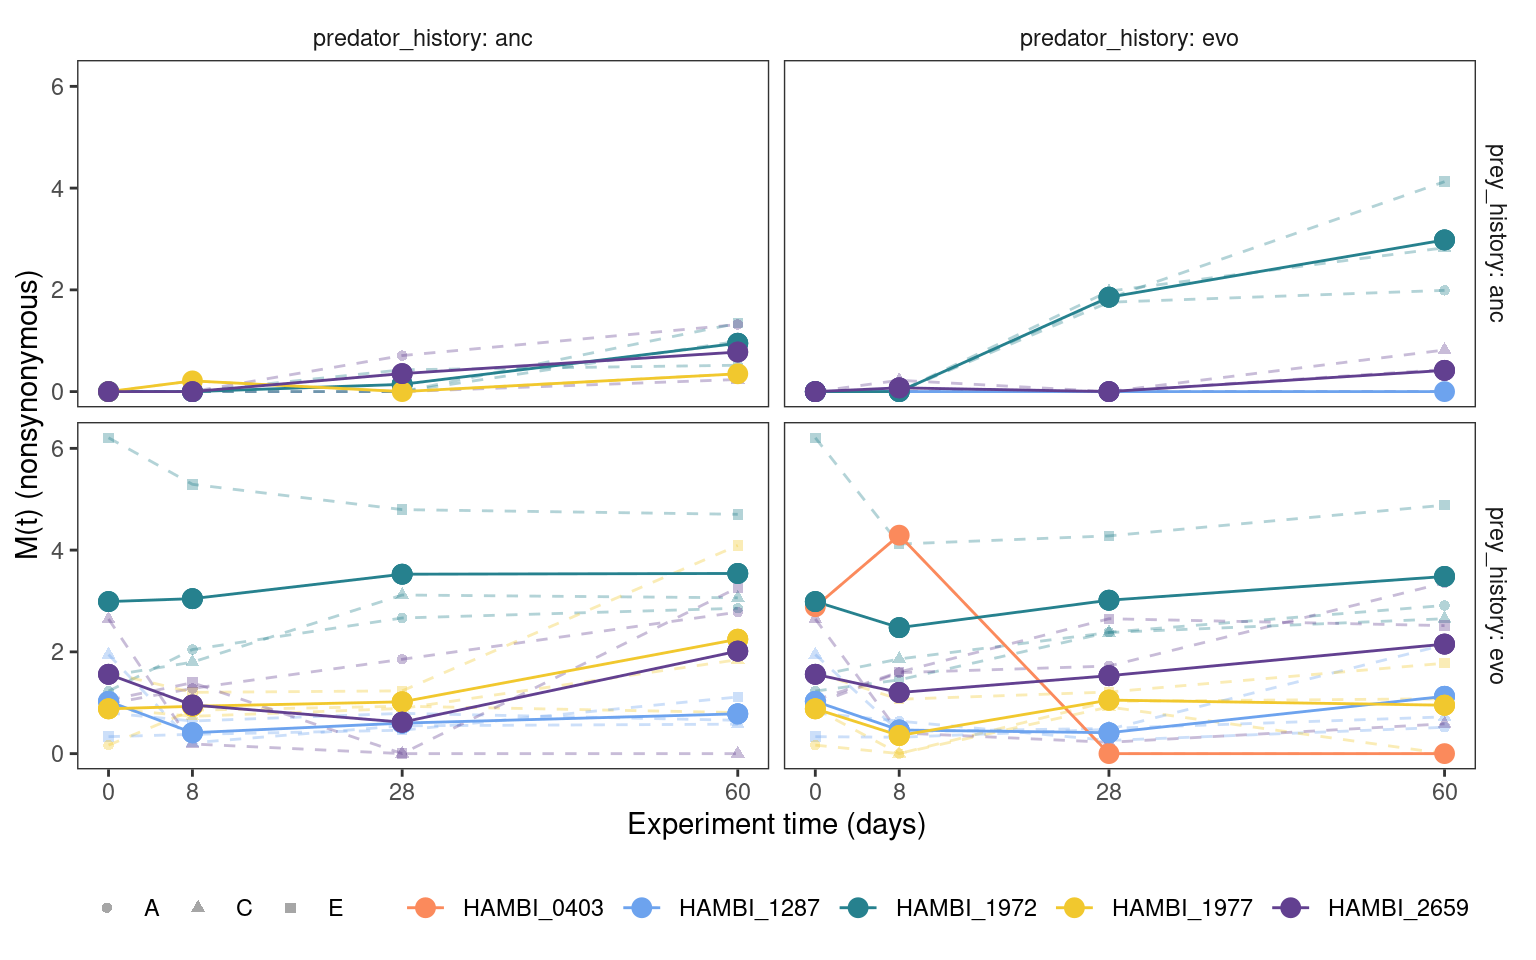 predator_history: anc
predator_history: evo
6
4
2
0
prey_history: anc
M(t) (nonsynonymous)
6
4
2
0
prey_history: evo
0 8 28 60
0 8 28 60
Experiment time (days)
A C E HAMBI_0403 HAMBI_1287 HAMBI_1972 HAMBI_1977 HAMBI_2659